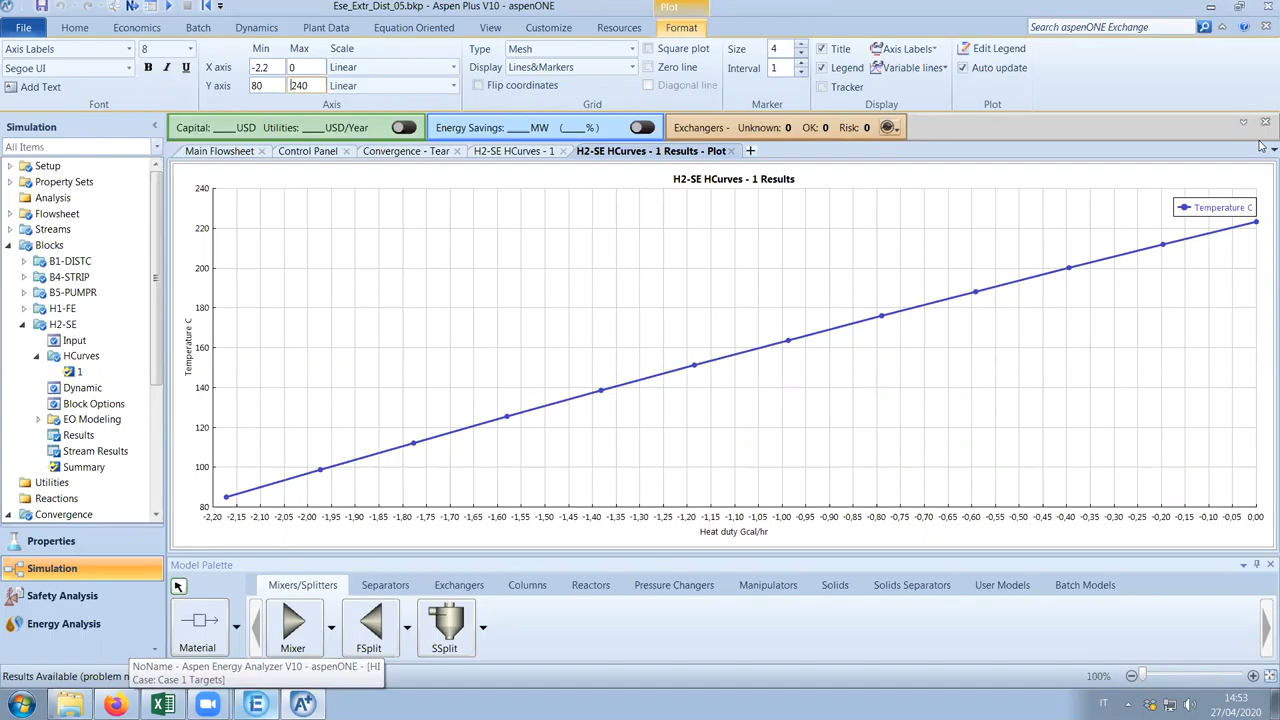 Ese_Extr_Dist_05.bkp - Aspen Plus V10 - aspenONE
Plot
File Home Economics Batch Dynamics Plant Data Equation Oriented View Customize Resources Format
Search aspenONE Exchange
Axis Labels 8 Min Max Scale Type Mesh Square plot Size 4 Title Axis Labels Edit Legend
Segoe UI B I U X axis -2,2 0 Linear Display Lines&Markers Zero line Interval 1 Legend Variable lines Auto update
Add Text Y axis 80 240 Linear Flip coordinates Diagonal line Tracker
Font Axis Grid Marker Display Plot
Simulation
Capital: ____USD Utilities: ____USD/Year Energy Savings: ____MW (____%) Exchangers - Unknown: 0 OK: 0 Risk: 0
All Items
Main Flowsheet Control Panel Convergence - Tear H2-SE HCurves - 1 H2-SE HCurves - 1 Results - Plot
Setup
Property Sets
Analysis
Flowsheet
Streams
Blocks
B1-DISTC
B4-STRIP
B5-PUMPR
H1-FE
H2-SE
Input
HCurves
1
Dynamic
Block Options
EO Modeling
Results
Stream Results
Summary
Utilities
Reactions
Convergence
Properties
Simulation
Safety Analysis
Energy Analysis
H2-SE HCurves - 1 Results
Temperature C
240
220
200
180
160
140
120
100
80
Temperature C
-2,20 -2,15 -2,10 -2,05 -2,00 -1,95 -1,90 -1,85 -1,80 -1,75 -1,70 -1,65 -1,60 -1,55 -1,50 -1,45 -1,40 -1,35 -1,30 -1,25 -1,20 -1,15 -1,10 -1,05 -1,00 -0,95 -0,90 -0,85 -0,80 -0,75 -0,70 -0,65 -0,60 -0,55 -0,50 -0,45 -0,40 -0,35 -0,30 -0,25 -0,20 -0,15 -0,10 -0,05 0,00
Heat duty Gcal/hr
Model Palette
Mixers/Splitters Separators Exchangers Columns Reactors Pressure Changers Manipulators Solids Solids Separators User Models Batch Models
Material Mixer FSplit SSplit
NoName - Aspen Energy Analyzer V10 - aspenONE - [HI
Case: Case 1 Targets]
Results Available (problem
100%
IT
14:53
27/04/2020